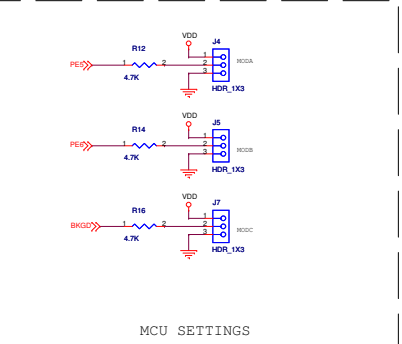 VDD
R12 J4
PE5 1 2 1 2 3 MODA
4.7K HDR_1X3
VDD
R14 J5
PE6 1 2 1 2 3 MODB
4.7K HDR_1X3
VDD
R16 J7
BKGD 1 2 1 2 3 MODC
4.7K HDR_1X3
MCU SETTINGS